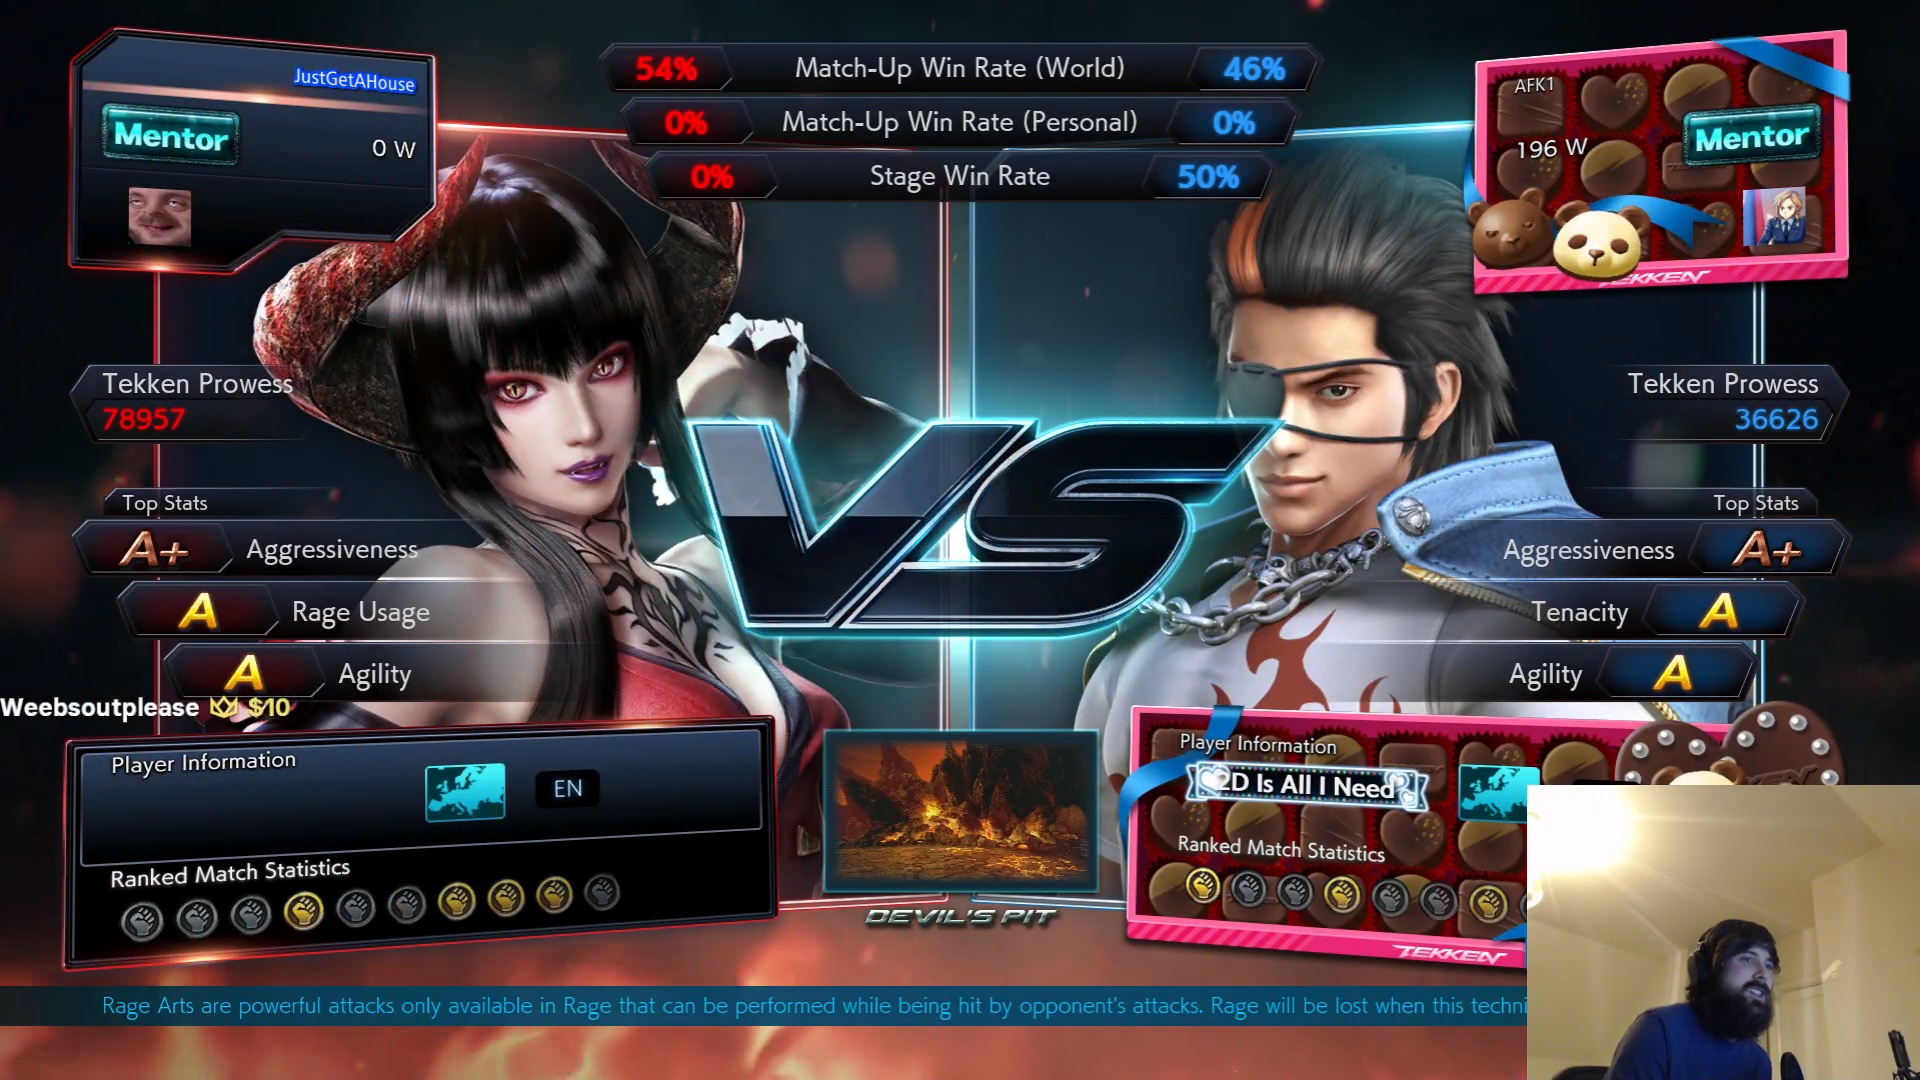 JustGetAHouse
Mentor
0 W
54% Match-Up Win Rate (World) 46%
0% Match-Up Win Rate (Personal) 0%
0% Stage Win Rate 50%
AFK1
196 W
Mentor
TEKKEN
Tekken Prowess
78957
Tekken Prowess
36626
VS
Top Stats
A+ Aggressiveness
A Rage Usage
A Agility
Top Stats
Aggressiveness A+
Tenacity A
Agility A
Weebsoutplease $10
Player Information
EN
Ranked Match Statistics
DEVIL'S PIT
Player Information
2D Is All I Need
Ranked Match Statistics
TEKKEN
Rage Arts are powerful attacks only available in Rage that can be performed while being hit by opponent's attacks. Rage will be lost when this techni